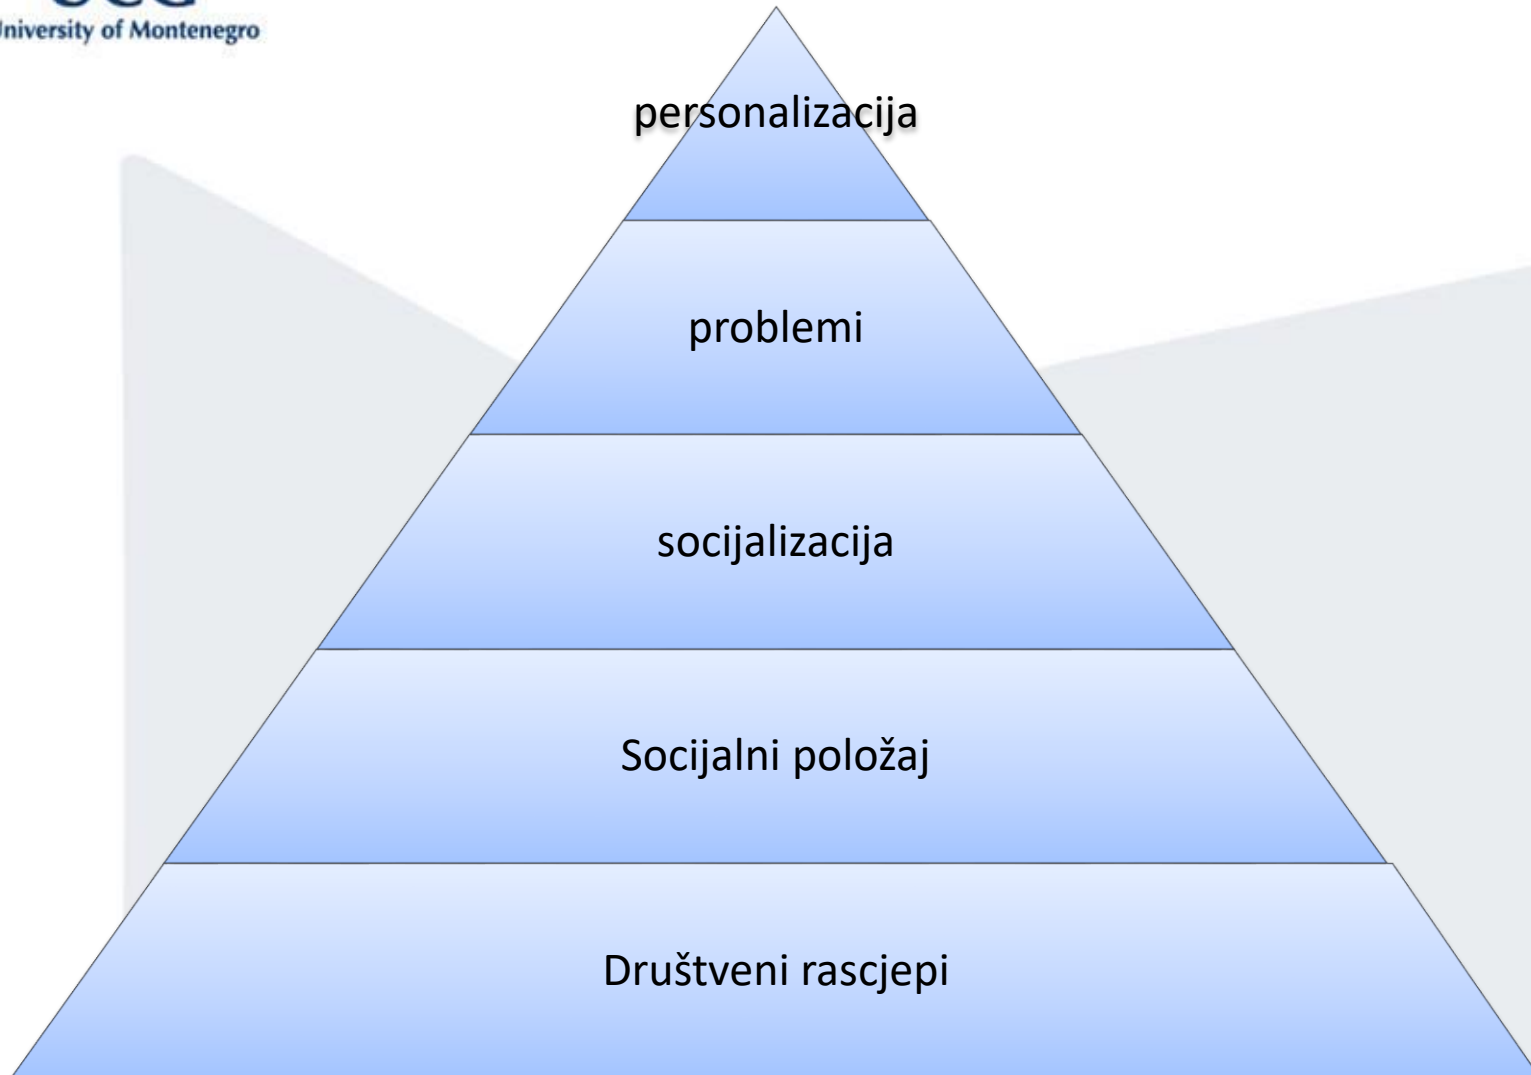 University of Montenegro
personalizacija
problemi
socijalizacija
Socijalni položaj
Društveni rascjepi